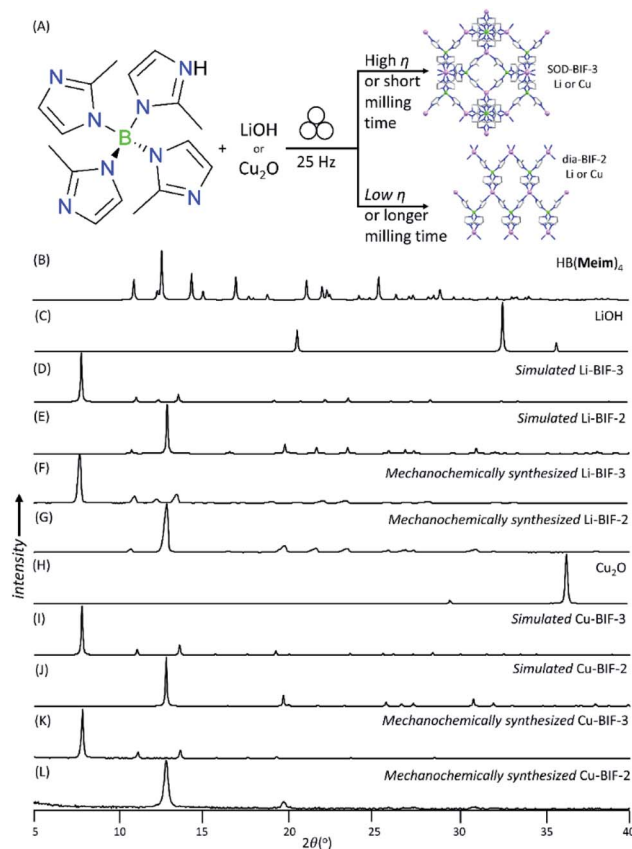 (A)
N
NH
N
N
B
N
N
N
N
+
LiOH
or
Cu₂O
25 Hz
High η
or short
milling
time
SOD-BIF-3
Li or Cu
Low η
or longer
milling time
dia-BIF-2
Li or Cu
(B) HB(Meim)₄
(C) LiOH
(D) Simulated Li-BIF-3
(E) Simulated Li-BIF-2
(F) Mechanochemically synthesized Li-BIF-3
(G) Mechanochemically synthesized Li-BIF-2
(H) Cu₂O
(I) Simulated Cu-BIF-3
(J) Simulated Cu-BIF-2
(K) Mechanochemically synthesized Cu-BIF-3
(L) Mechanochemically synthesized Cu-BIF-2
intensity
5 10 15 20 25 30 35 40
2θ(°)